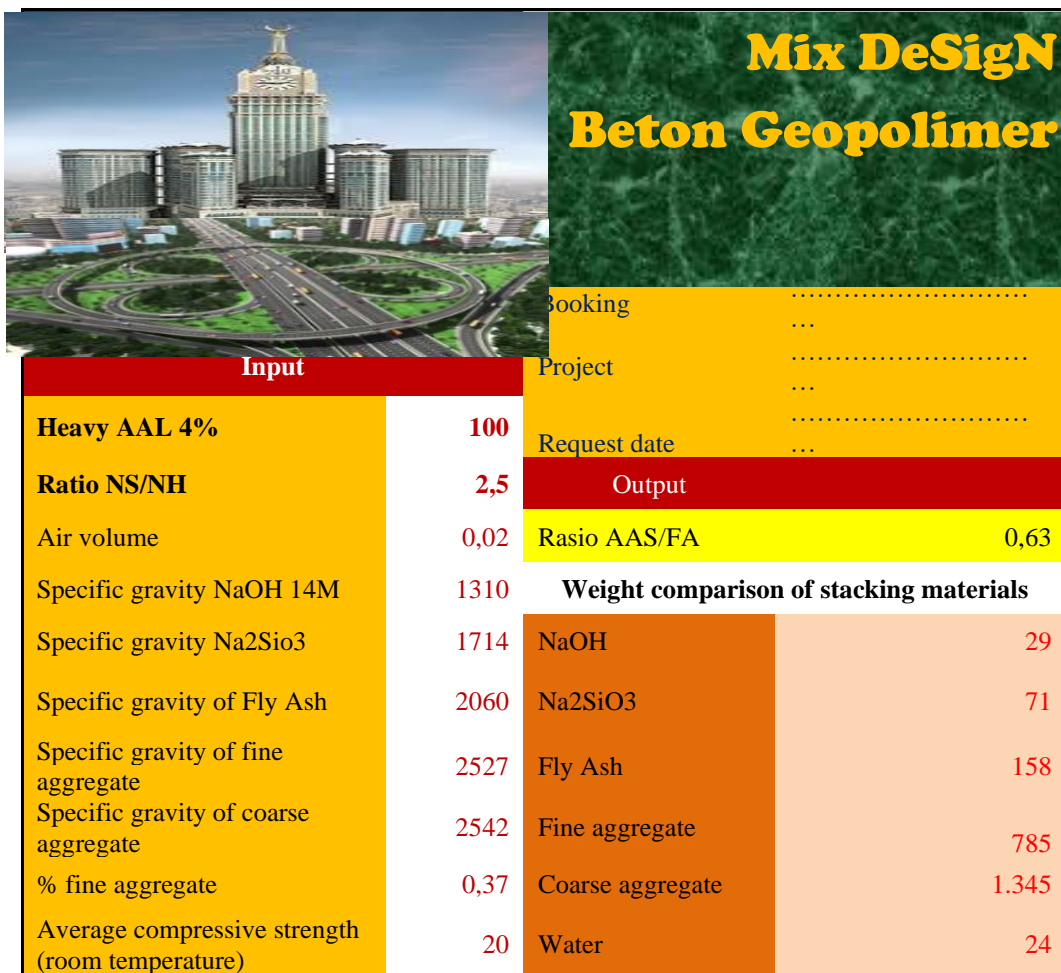 Mix DeSigN
Beton Geopolimer
Booking ...........................
...
Project ...........................
...
Request date ...........................
...
Input
Heavy AAL 4% 100
Ratio NS/NH 2,5
Air volume 0,02
Specific gravity NaOH 14M 1310
Specific gravity Na2Sio3 1714
Specific gravity of Fly Ash 2060
Specific gravity of fine
aggregate 2527
Specific gravity of coarse
aggregate 2542
% fine aggregate 0,37
Average compressive strength
(room temperature) 20
Output
Rasio AAS/FA 0,63
Weight comparison of stacking materials
NaOH 29
Na2SiO3 71
Fly Ash 158
Fine aggregate 785
Coarse aggregate 1.345
Water 24